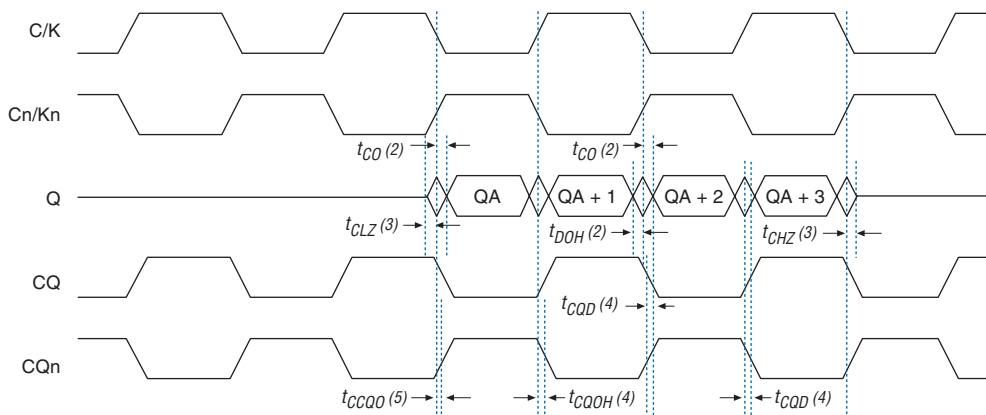 C/K
Cn/Kn
tCO (2)
tCO (2)
Q
QA
QA + 1
QA + 2
QA + 3
tCLZ (3)
tDOH (2)
tCHZ (3)
CQ
tCQD (4)
CQn
tCCQO (5)
tCQOH (4)
tCQD (4)